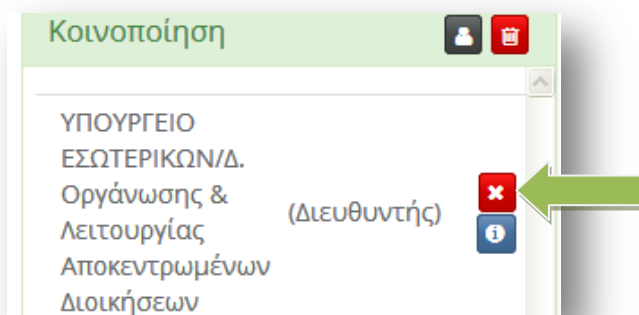 Κοινοποίηση
ΥΠΟΥΡΓΕΙΟ
ΕΣΩΤΕΡΙΚΩΝ/Δ.
Οργάνωσης &
Λειτουργίας
Αποκεντρωμένων
Διοικήσεων
(Διευθυντής)